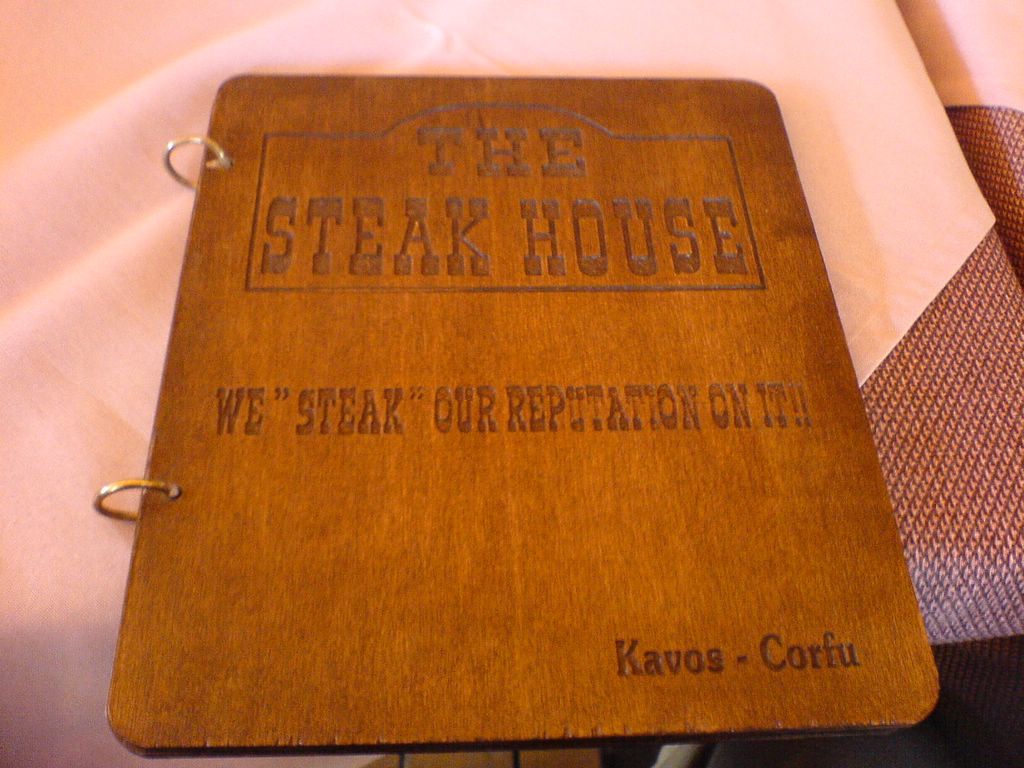 THE
STEAK HOUSE
WE "STEAK" OUR REPUTATION ON IT!!
Kavos - Corfu